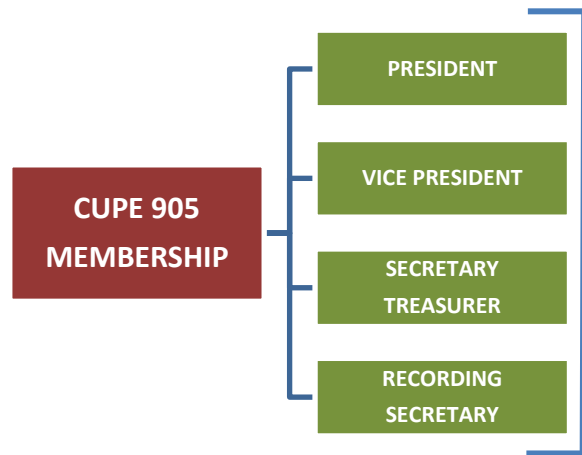 CUPE 905
MEMBERSHIP
PRESIDENT
VICE PRESIDENT
SECRETARY
TREASURER
RECORDING
SECRETARY